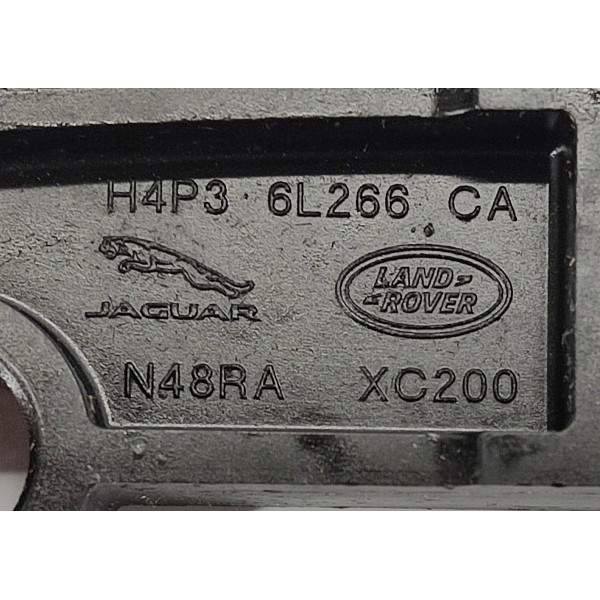 H4P3 6L266 CA
JAGUAR
LAND-
-ROVER
N48RA XC200